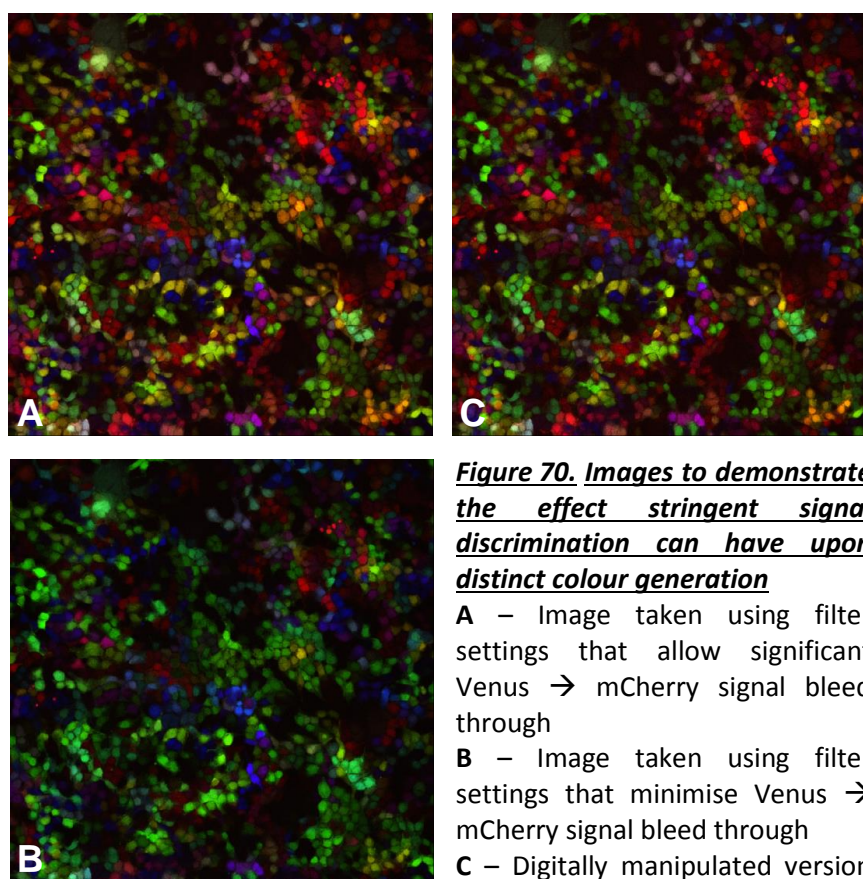 A
C
B
Figure 70. Images to demonstrate
the effect stringent signal
discrimination can have upon
distinct colour generation
A – Image taken using filte
settings that allow significant
Venus → mCherry signal bleed
through
B – Image taken using filte
settings that minimise Venus →
mCherry signal bleed through
C – Digitally manipulated version